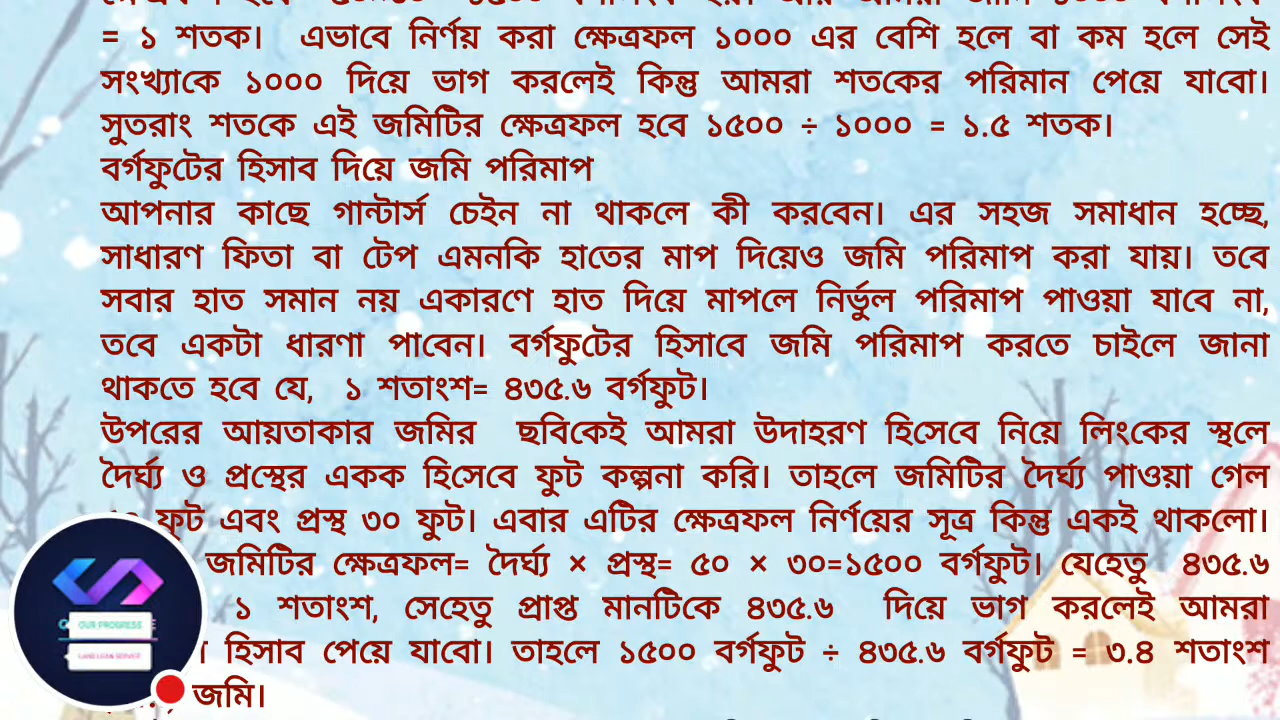 = ১ শতক। এভাবে নির্ণয় করা ক্ষেত্রফল ১০০০ এর বেশি হলে বা কম হলে সেই
সংখ্যাকে ১০০০ দিয়ে ভাগ করলেই কিন্তু আমরা শতকের পরিমান পেয়ে যাবো।
সুতরাং শতকে এই জমিটির ক্ষেত্রফল হবে ১৫০০ ÷ ১০০০ = ১.৫ শতক।
বর্গফুটের হিসাব দিয়ে জমি পরিমাপ
আপনার কাছে গান্টার্স চেইন না থাকলে কী করবেন। এর সহজ সমাধান হচ্ছে,
সাধারণ ফিতা বা টেপ এমনকি হাতের মাপ দিয়েও জমি পরিমাপ করা যায়। তবে
সবার হাত সমান নয় একারণে হাত দিয়ে মাপলে নির্ভুল পরিমাপ পাওয়া যাবে না,
তবে একটা ধারণা পাবেন। বর্গফুটের হিসাবে জমি পরিমাপ করতে চাইলে জানা
থাকতে হবে যে, ১ শতাংশ= ৪৩৫.৬ বর্গফুট।
উপরের আয়তাকার জমির ছবিকেই আমরা উদাহরণ হিসেবে নিয়ে লিংকের স্থলে
দৈর্ঘ্য ও প্রস্থের একক হিসেবে ফুট কল্পনা করি। তাহলে জমিটির দৈর্ঘ্য পাওয়া গেল
ফুট এবং প্রস্থ ৩০ ফুট। এবার এটির ক্ষেত্রফল নির্ণয়ের সূত্র কিন্তু একই থাকলো।
জমিটির ক্ষেত্রফল= দৈর্ঘ্য × প্রস্থ= ৫০ × ৩০=১৫০০ বর্গফুট। যেহেতু ৪৩৫.৬
১ শতাংশ, সেহেতু প্রাপ্ত মানটিকে ৪৩৫.৬ দিয়ে ভাগ করলেই আমরা
হিসাব পেয়ে যাবো। তাহলে ১৫০০ বর্গফুট ÷ ৪৩৫.৬ বর্গফুট = ৩.৪ শতাংশ
জমি।
OUR PROGRESS
LAND LEAN SERVER